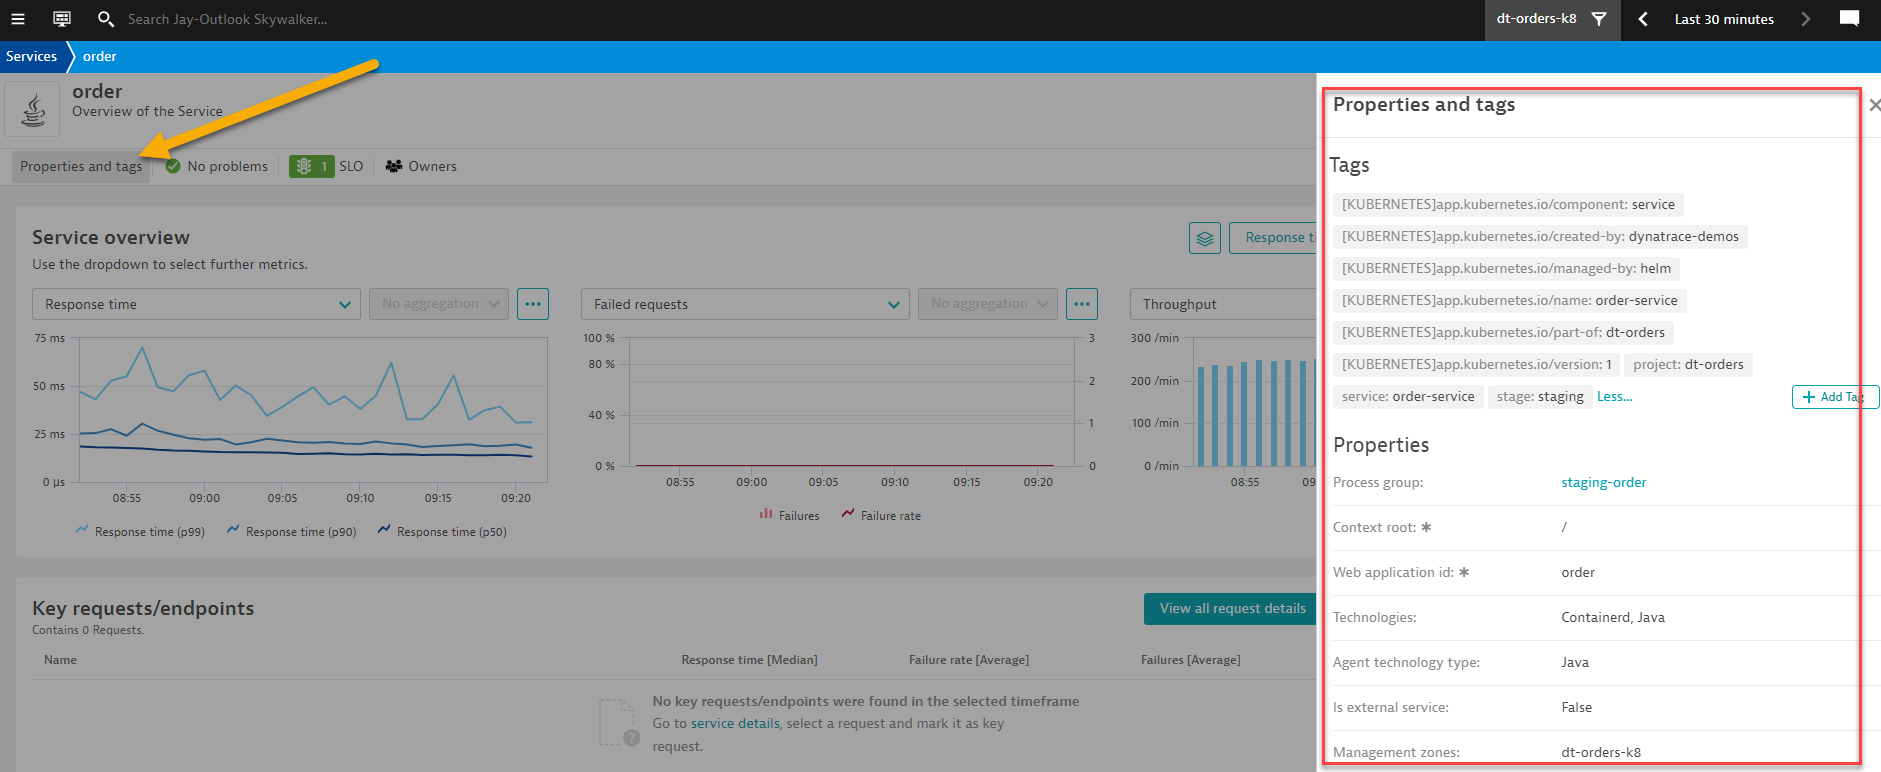 Search Jay-Outlook Skywalker...
dt-orders-k8
Last 30 minutes
Services
order
order
Overview of the Service
Properties and tags
No problems
1
SLO
Owners
Service overview
Use the dropdown to select further metrics.
Response time
No aggregation
...
Failed requests
No aggregation
...
Throughput
Response t
75 ms
50 ms
25 ms
0 µs
08:55 09:00 09:05 09:10 09:15 09:20
Response time (p99) Response time (p90) Response time (p50)
100 %
80 %
40 %
0 %
3
2
1
0
08:55 09:00 09:05 09:10 09:15 09:20
Failures Failure rate
300 /min
200 /min
100 /min
0 /min
08:55 09
Key requests/endpoints
Contains 0 Requests.
View all request details
Name Response time [Median] Failure rate [Average] Failures [Average]
No key requests/endpoints were found in the selected timeframe
Go to service details, select a request and mark it as key
request.
?
Properties and tags
Tags
[KUBERNETES]app.kubernetes.io/component: service
[KUBERNETES]app.kubernetes.io/created-by: dynatrace-demos
[KUBERNETES]app.kubernetes.io/managed-by: helm
[KUBERNETES]app.kubernetes.io/name: order-service
[KUBERNETES]app.kubernetes.io/part-of: dt-orders
[KUBERNETES]app.kubernetes.io/version: 1 project: dt-orders
service: order-service stage: staging Less...
Add Tag
Properties
Process group: staging-order
Context root: ✱ /
Web application id: ✱ order
Technologies: Containerd, Java
Agent technology type: Java
Is external service: False
Management zones: dt-orders-k8